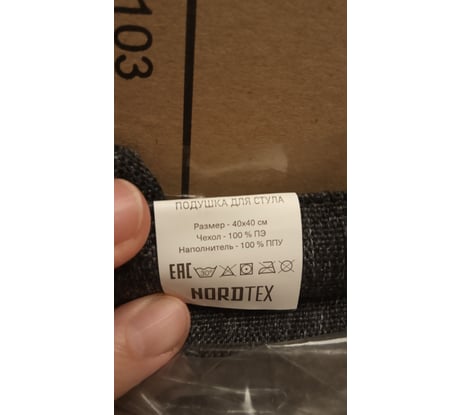 103
ПОДУШКА ДЛЯ СТУЛА
Размер - 40х40 см
Чехол - 100 % ПЭ
Наполнитель - 100 % ППУ
EAC
NORDTEX